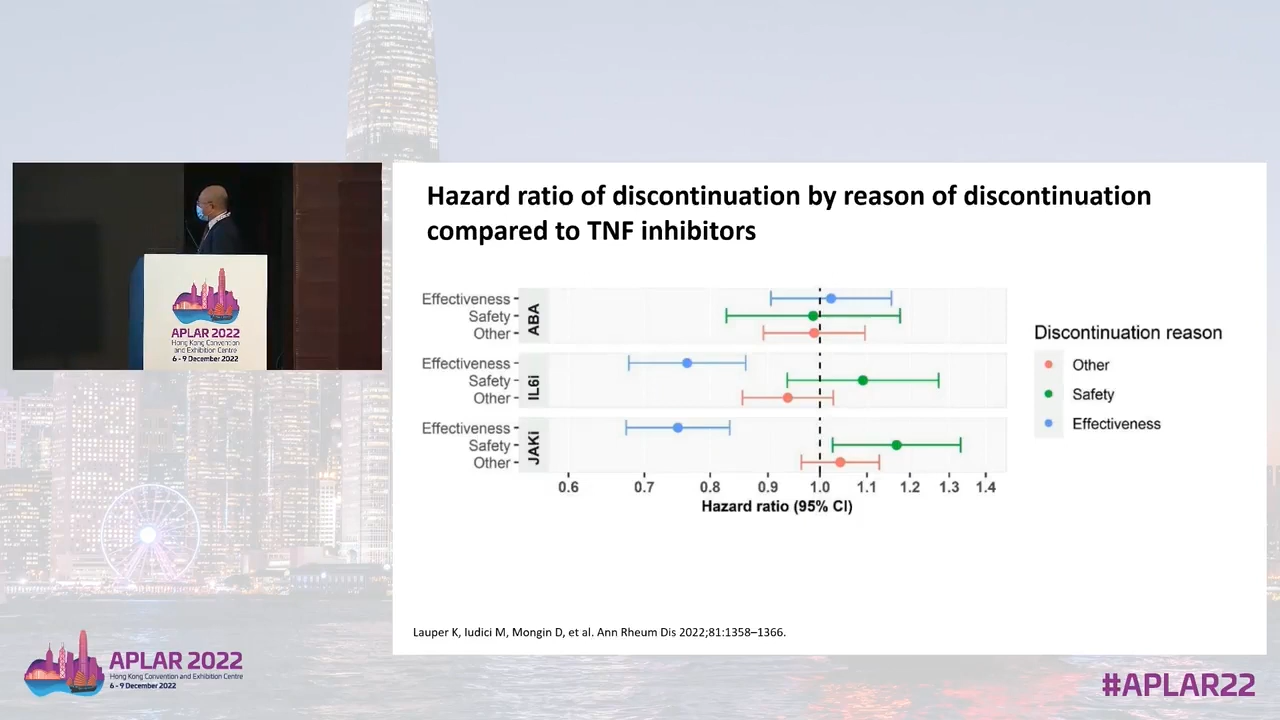 Hazard ratio of discontinuation by reason of discontinuation
compared to TNF inhibitors
Effectiveness
Safety
Other
ABA
Effectiveness
Safety
Other
IL6i
Effectiveness
Safety
Other
JAKi
0.6 0.7 0.8 0.9 1.0 1.1 1.2 1.3 1.4
Hazard ratio (95% CI)
Discontinuation reason
Other
Safety
Effectiveness
Lauper K, Iudici M, Mongin D, et al. Ann Rheum Dis 2022;81:1358–1366.
APLAR 2022
Hong Kong Convention
and Exhibition Centre
6 - 9 December 2022
APLAR 2022
Hong Kong Convention and Exhibition Centre
6 - 9 December 2022
#APLAR22